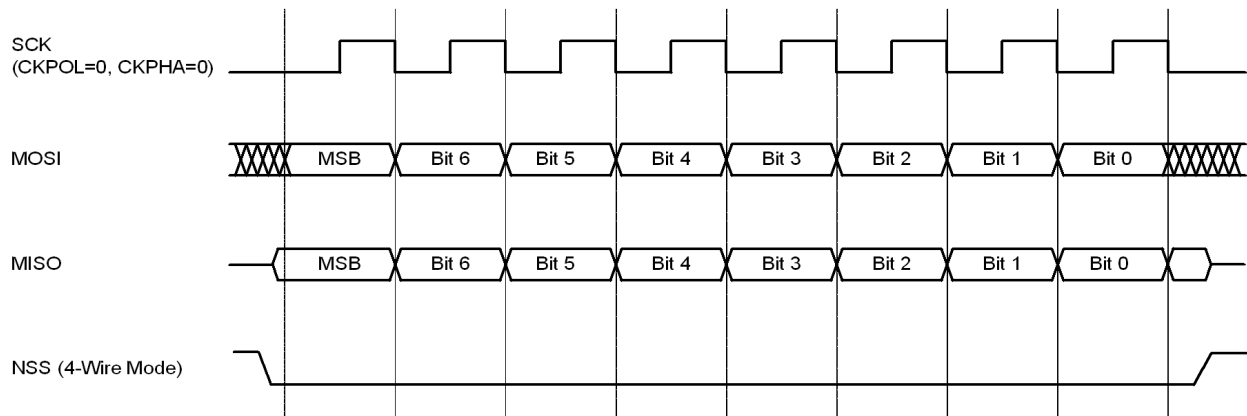 SCK
(CKPOL=0, CKPHA=0)
MOSI
MSB Bit 6 Bit 5 Bit 4 Bit 3 Bit 2 Bit 1 Bit 0
MISO
MSB Bit 6 Bit 5 Bit 4 Bit 3 Bit 2 Bit 1 Bit 0
NSS (4-Wire Mode)